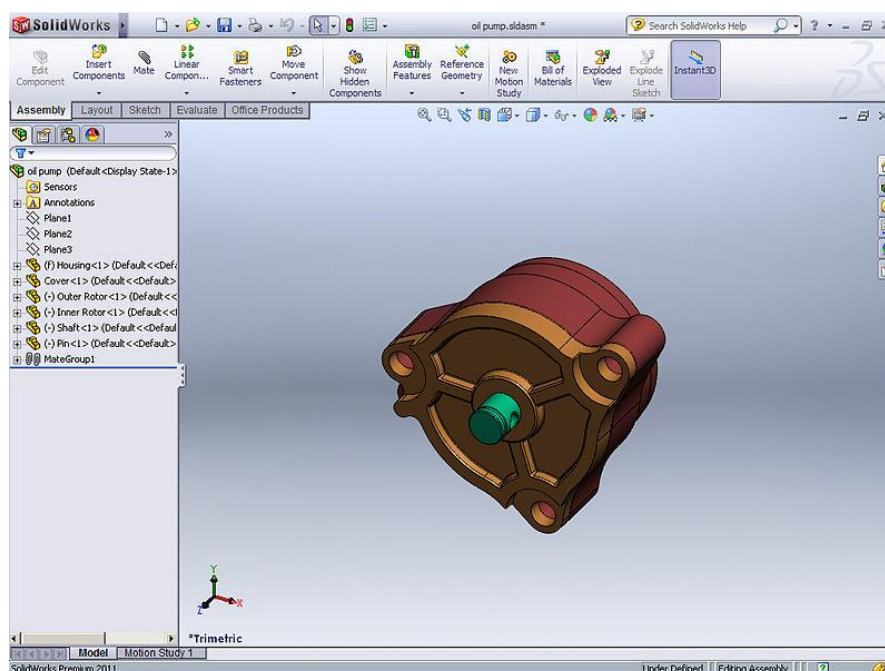 SolidWorks
oil pump.sldasm *
Search SolidWorks Help
Edit Component
Insert Components
Mate
Linear Compon...
Smart Fasteners
Move Component
Show Hidden Components
Assembly Features
Reference Geometry
New Motion Study
Bill of Materials
Exploded View
Explode Line Sketch
Instant3D
Assembly Layout Sketch Evaluate Office Products
oil pump (Default<Display State-1>
Sensors
Annotations
Plane1
Plane2
Plane3
(f) Housing<1> (Default<<Defa
Cover<1> (Default<<Default>
(-) Outer Rotor<1> (Default<<
(-) Inner Rotor<1> (Default<<
(-) Shaft<1> (Default<<Defaul
(-) Pin<1> (Default<<Default>
MateGroup1
Y
Z X
*Trimetric
Model Motion Study 1
SolidWorks Premium 2011 Under Defined Editing Assembly